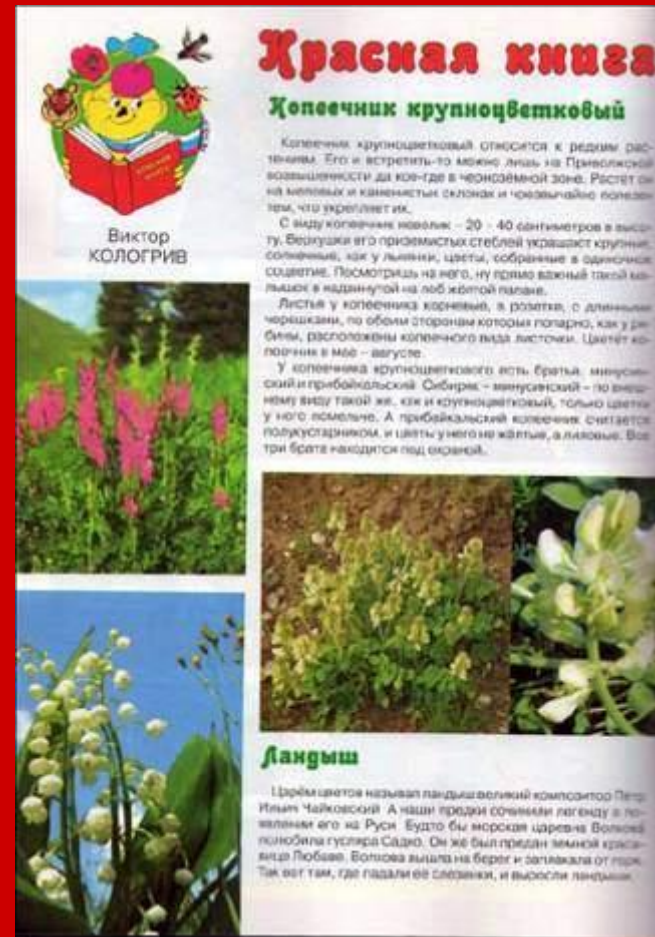 Красная книга
Копеечник крупноцветковый
Виктор
КОЛОГРИВ
Копеечник крупноцветковый относится к редким рас-
тениям. Его и встретить-то можно лишь на Приволжской
возвышенности да кое-где в чернозёмной зоне. Растёт он
на меловых и каменистых склонах и чрезвычайно полезен
тем, что укрепляет их.
С виду копеечник невелик – 20 - 40 сантиметров в высо-
ту. Верхушки его приземистых стеблей украшают крупные,
солнечные, как у льнянки, цветы, собранные в одиночное
соцветие. Посмотришь на него, ну прямо важный такой ма-
лышок в надвинутой на лоб жёлтой папахе.
Листья у копеечника корневые, в розетке, с длинными
черешками, по обеим сторонам которых попарно, как у ря-
бины, расположены копеечного вида листочки. Цветёт ко-
пеечник в мае – августе.
У копеечника крупноцветкового есть братья: минусин-
ский и прибайкальский. Сибиряк – минусинский – по внеш-
нему виду такой же, как и крупноцветковый, только цветки
у него помельче. А прибайкальский копеечник считается
полукустарником, и цветы у него не жёлтые, а лиловые. Все
три брата находятся под охраной.
Ландыш
Царём цветов называл ландыш великий композитор Пётр
Ильич Чайковский. А наши предки сочинили легенду о по-
явлении его на Руси. Будто бы морская царевна Волхова
полюбила гусляра Садко. Он же был предан земной краса-
вице Любаве. Волхова вышла на берег и заплакала от горя.
Так вот там, где падали её слезинки, и выросли ландыши.